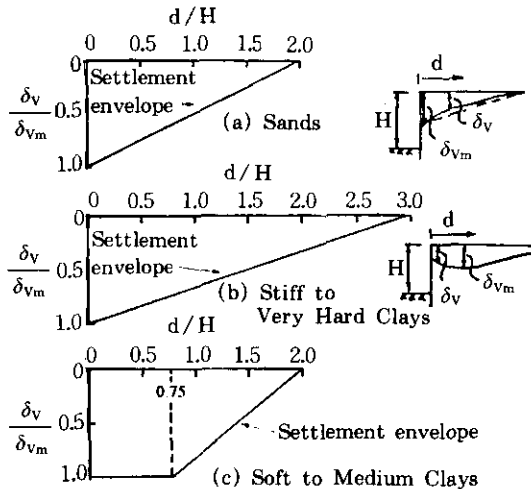 d/H
0 0.5 1.0 1.5 2.0
0
Settlement
envelope
δV/δVm
0.5
1.0
(a) Sands
d
H
δV
δVm
d/H
0 0.5 1.0 1.5 2.0 2.5 3.0
0
Settlement
envelope
δV/δVm
0.5
1.0
(b) Stiff to
Very Hard Clays
d
H
δV
δVm
d/H
0 0.5 1.0 1.5 2.0
0
0.75
δV/δVm
0.5
1.0
Settlement envelope
(c) Soft to Medium Clays